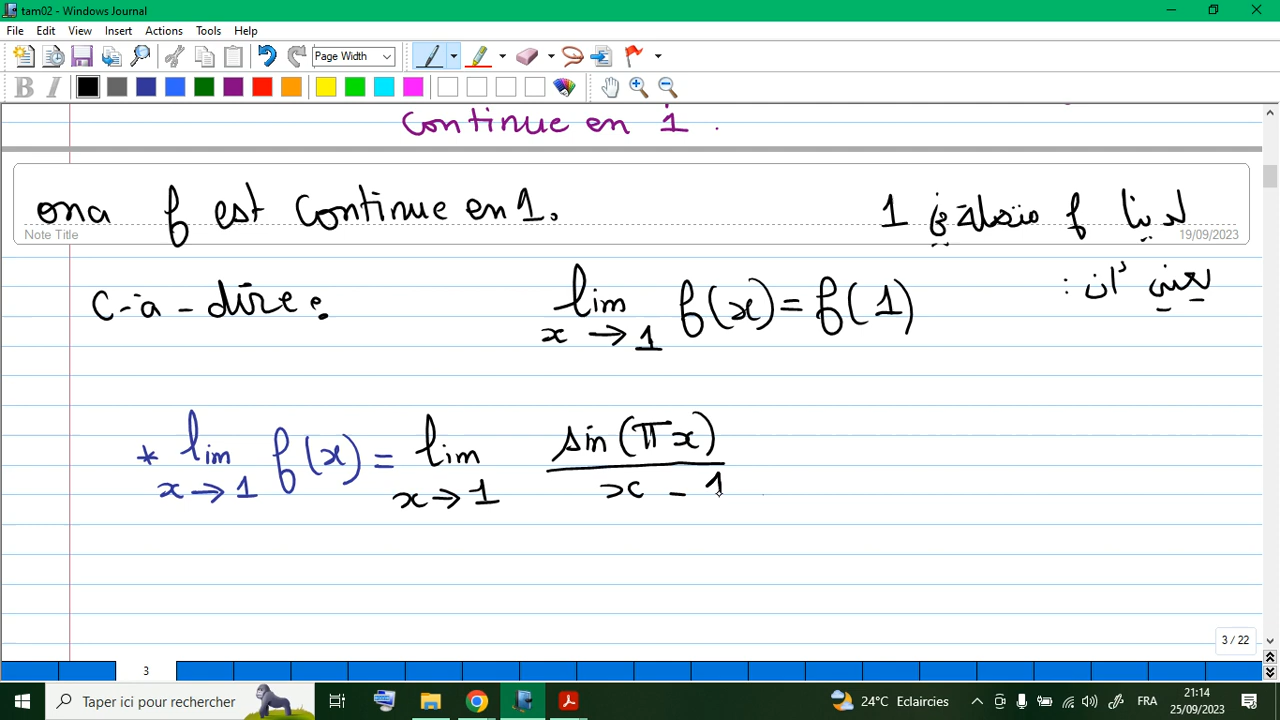 tam02 - Windows Journal
File Edit View Insert Actions Tools Help
Page Width
B I
Continue en 1.
ona f est Continue en 1. لدينا f متصلة في 1
Note Title 19/09/2023
c-à-dire: lim x→1 f(x) = f(1) يعني أن :
* lim x→1 f(x) = lim x→1 sin(πx) / x - 1
3 / 22
3
Taper ici pour rechercher 24°C Eclaircies FRA 21:14
25/09/2023